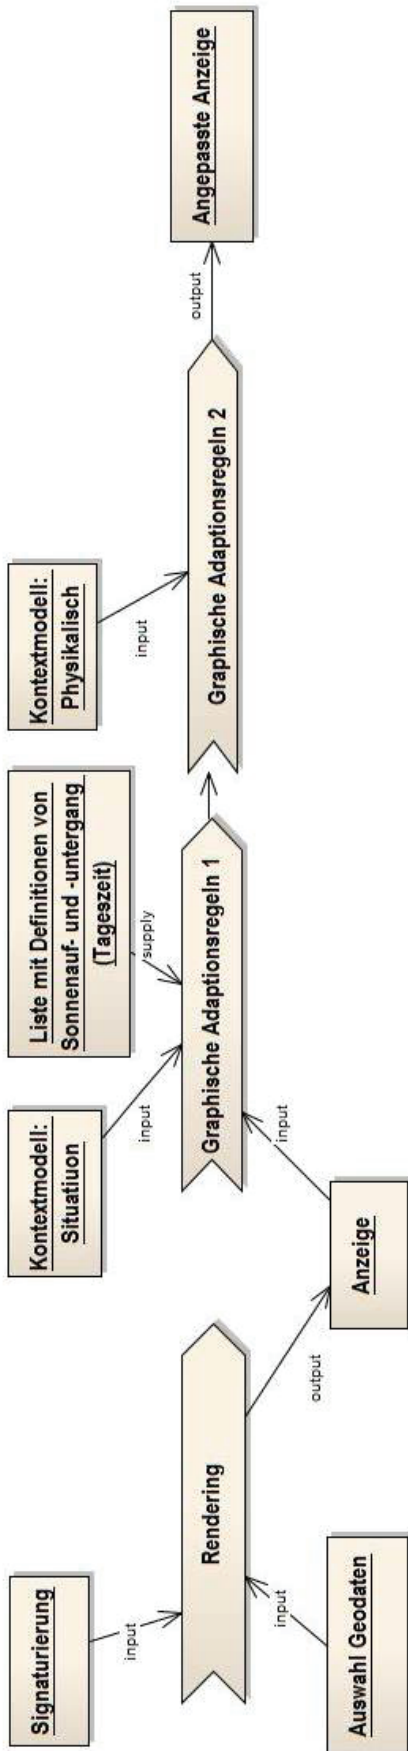 Signaturierung
input
Rendering
input
Auswahl Geodaten
output
Anzeige
input
Kontextmodell:
Situatiuon
input
Liste mit Definitionen von
Sonnenauf- und -untergang
(Tageszeit)
supply
Graphische Adaptionsregeln 1
Kontextmodell:
Physikalisch
input
Graphische Adaptionsregeln 2
output
Angepasste Anzeige